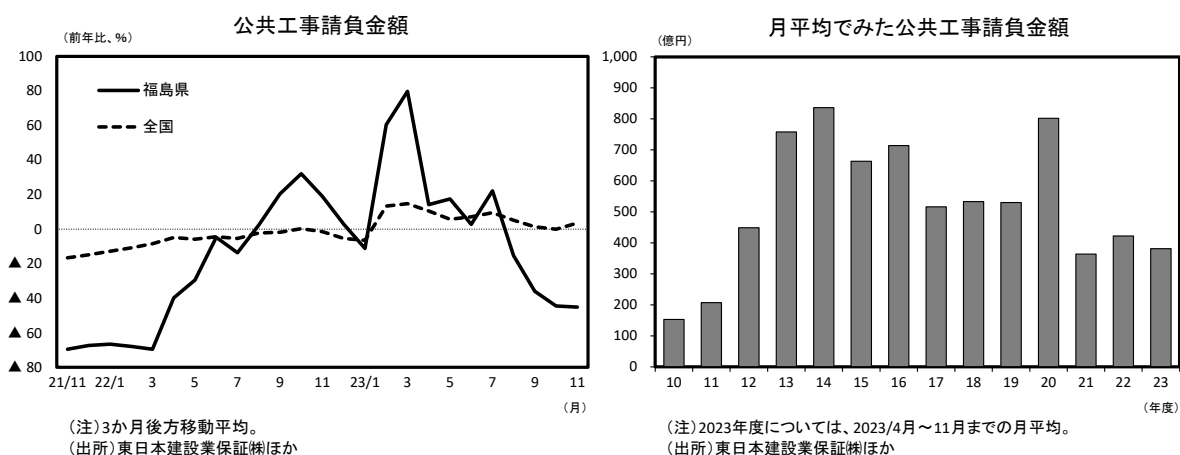 公共工事請負金額
(前年比、%)
100
80
60
40
20
0
▲ 20
▲ 40
▲ 60
▲ 80
福島県
全国
21/11 22/1 3 5 7 9 11 23/1 3 5 7 9 11
(月)
(注)3か月後方移動平均。
(出所)東日本建設業保証㈱ほか
月平均でみた公共工事請負金額
(億円)
1,000
900
800
700
600
500
400
300
200
100
0
10 11 12 13 14 15 16 17 18 19 20 21 22 23
(年度)
(注)2023年度については、2023/4月～11月までの月平均。
(出所)東日本建設業保証㈱ほか